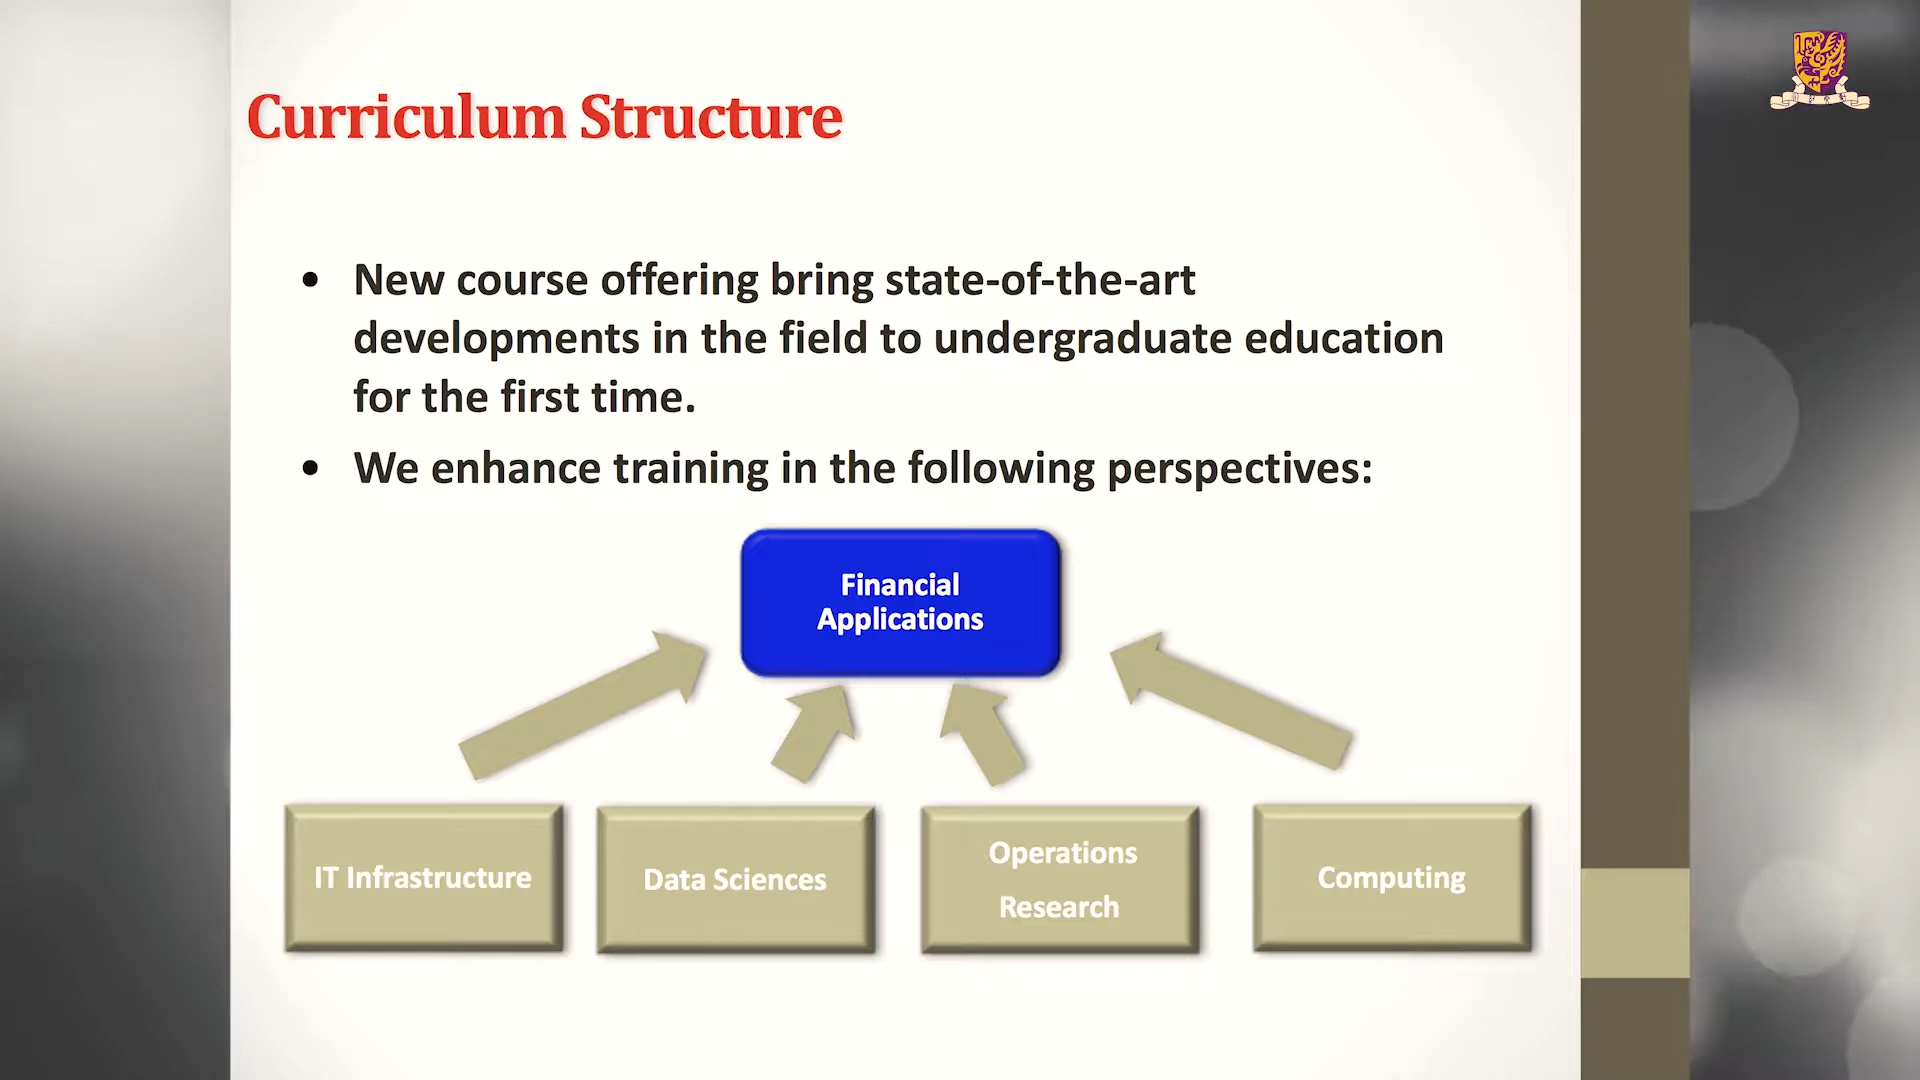 Curriculum Structure
• New course offering bring state-of-the-art
developments in the field to undergraduate education
for the first time.
• We enhance training in the following perspectives:
Financial
Applications
IT Infrastructure
Data Sciences
Operations
Research
Computing